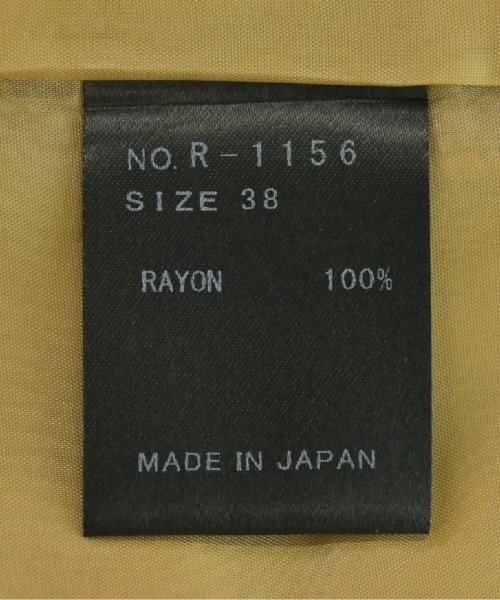 NO. R-1156
SIZE 38
RAYON 100%
MADE IN JAPAN